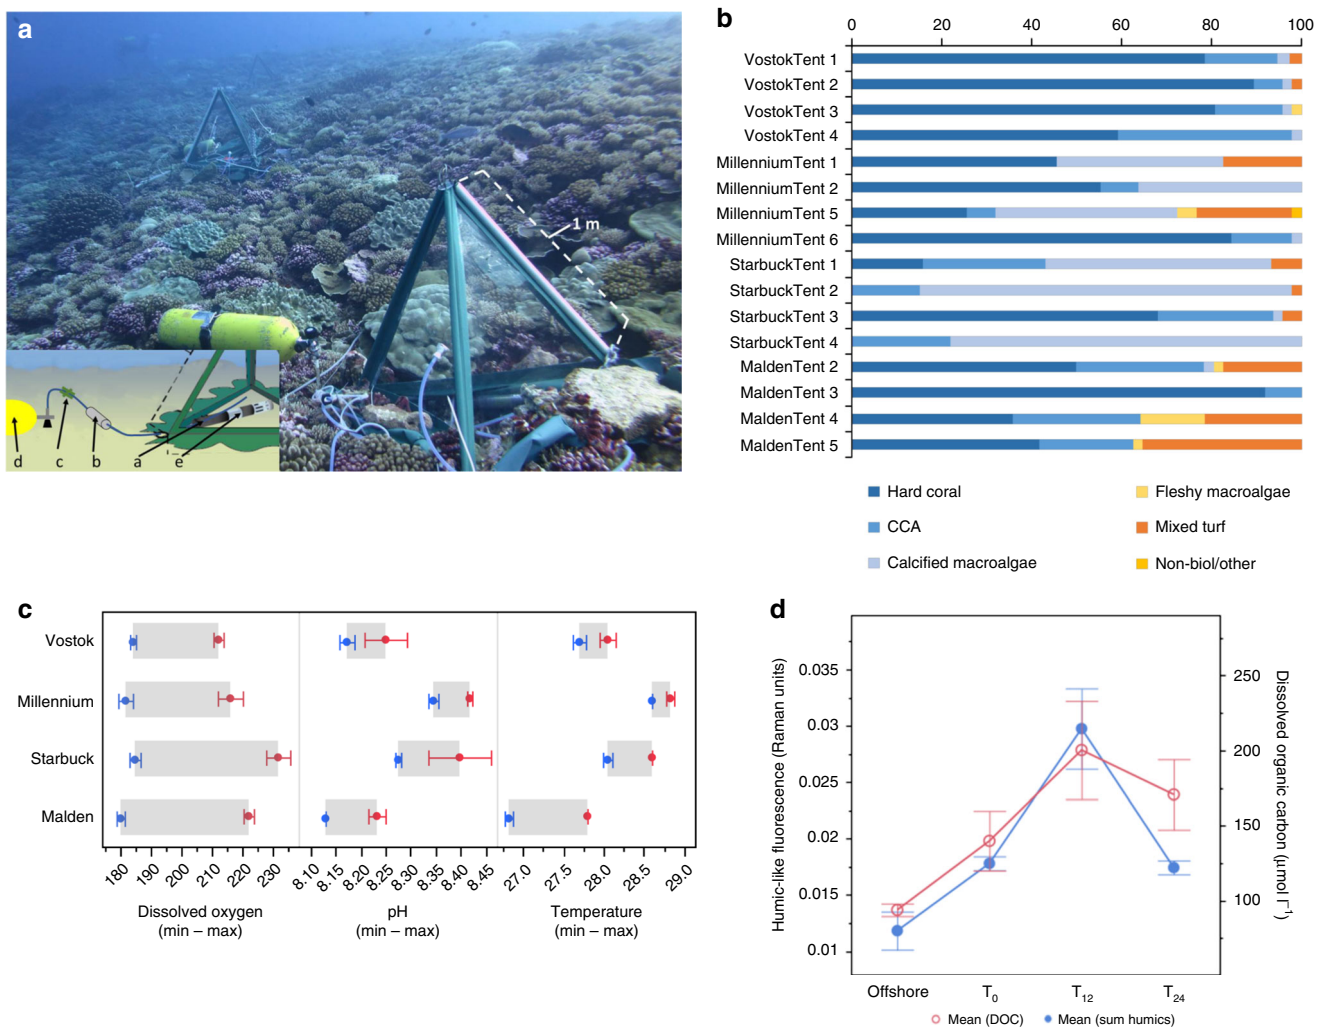 a
1 m
d
c
b
a
e
b
0
20
40
60
80
100
VostokTent 1
VostokTent 2
VostokTent 3
VostokTent 4
MillenniumTent 1
MillenniumTent 2
MillenniumTent 5
MillenniumTent 6
StarbuckTent 1
StarbuckTent 2
StarbuckTent 3
StarbuckTent 4
MaldenTent 2
MaldenTent 3
MaldenTent 4
MaldenTent 5
Hard coral
Fleshy macroalgae
CCA
Mixed turf
Calcified macroalgae
Non-biol/other
c
Vostok
Millennium
Starbuck
Malden
180
190
200
210
220
230
8.10
8.15
8.20
8.25
8.30
8.35
8.40
8.45
27.0
27.5
28.0
28.5
29.0
Dissolved oxygen
(min – max)
pH
(min – max)
Temperature
(min – max)
d
Humic-like fluorescence (Raman units)
0.035
0.03
0.025
0.02
0.015
0.01
250
200
150
100
Dissolved organic carbon (μmol l⁻¹)
Offshore
T₀
T₁₂
T₂₄
Mean (DOC)
Mean (sum humics)